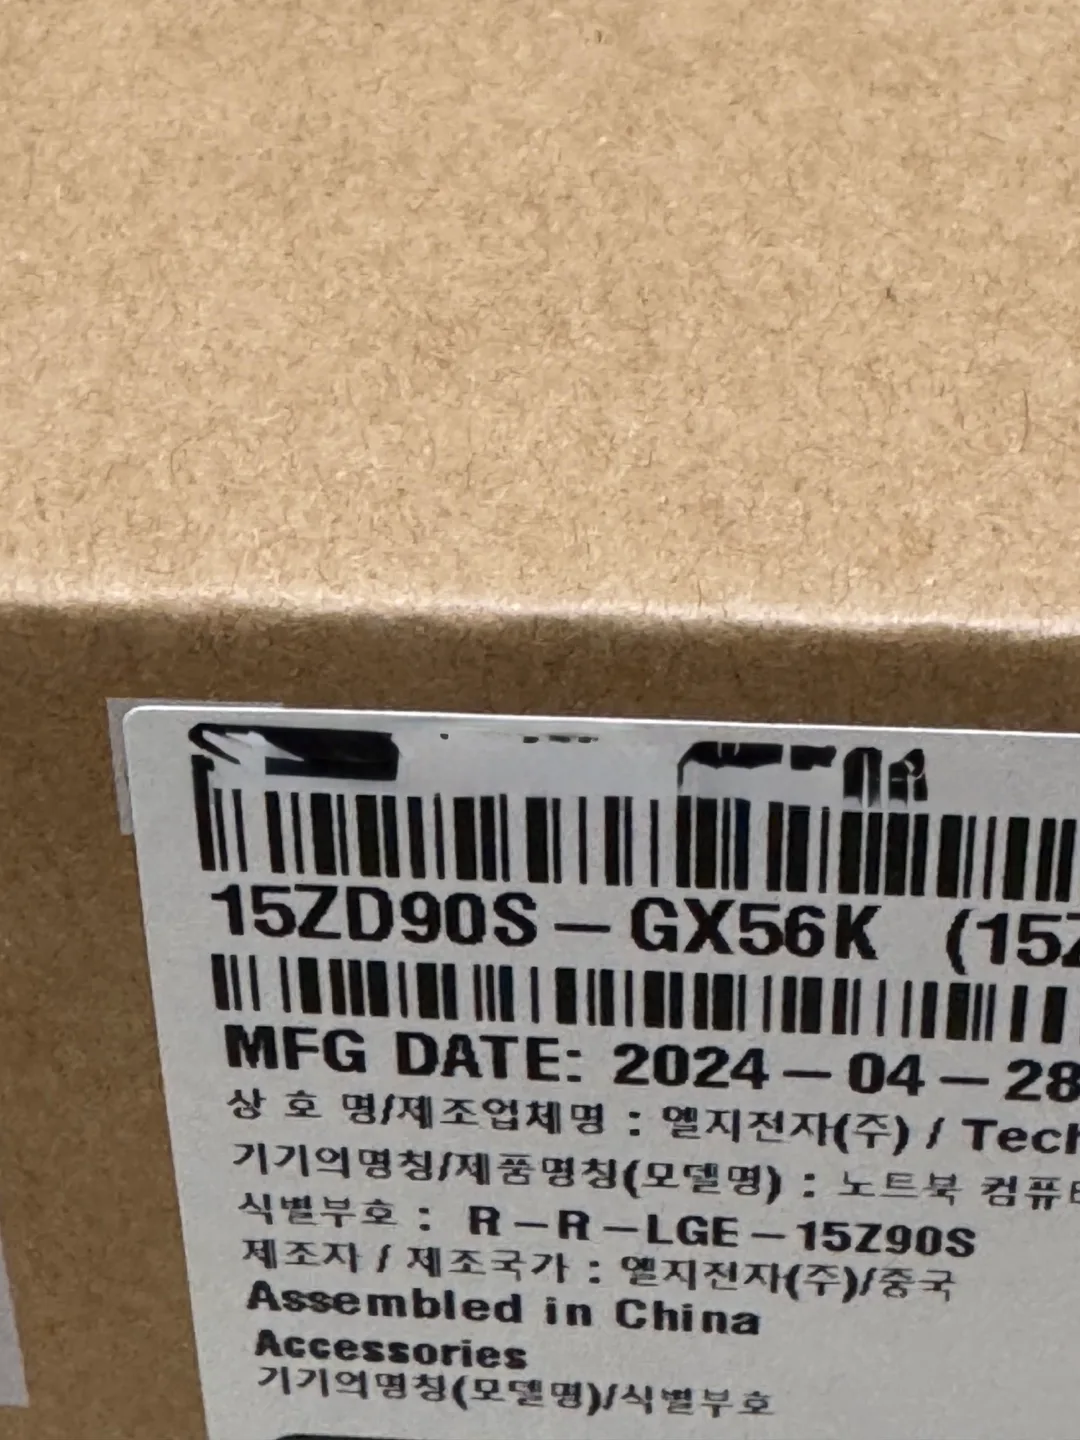 15ZD90S-GX56K (15Z
MFG DATE: 2024-04-28
상 호 명/제조업체명 : 엘지전자(주) / Tech
기기의명칭/제품명칭(모델명) : 노트북 컴퓨터
식별부호 : R-R-LGE-15Z90S
제조자 / 제조국가 : 엘지전자(주)/중국
Assembled in China
Accessories
기기의명칭(모델명)/식별부호